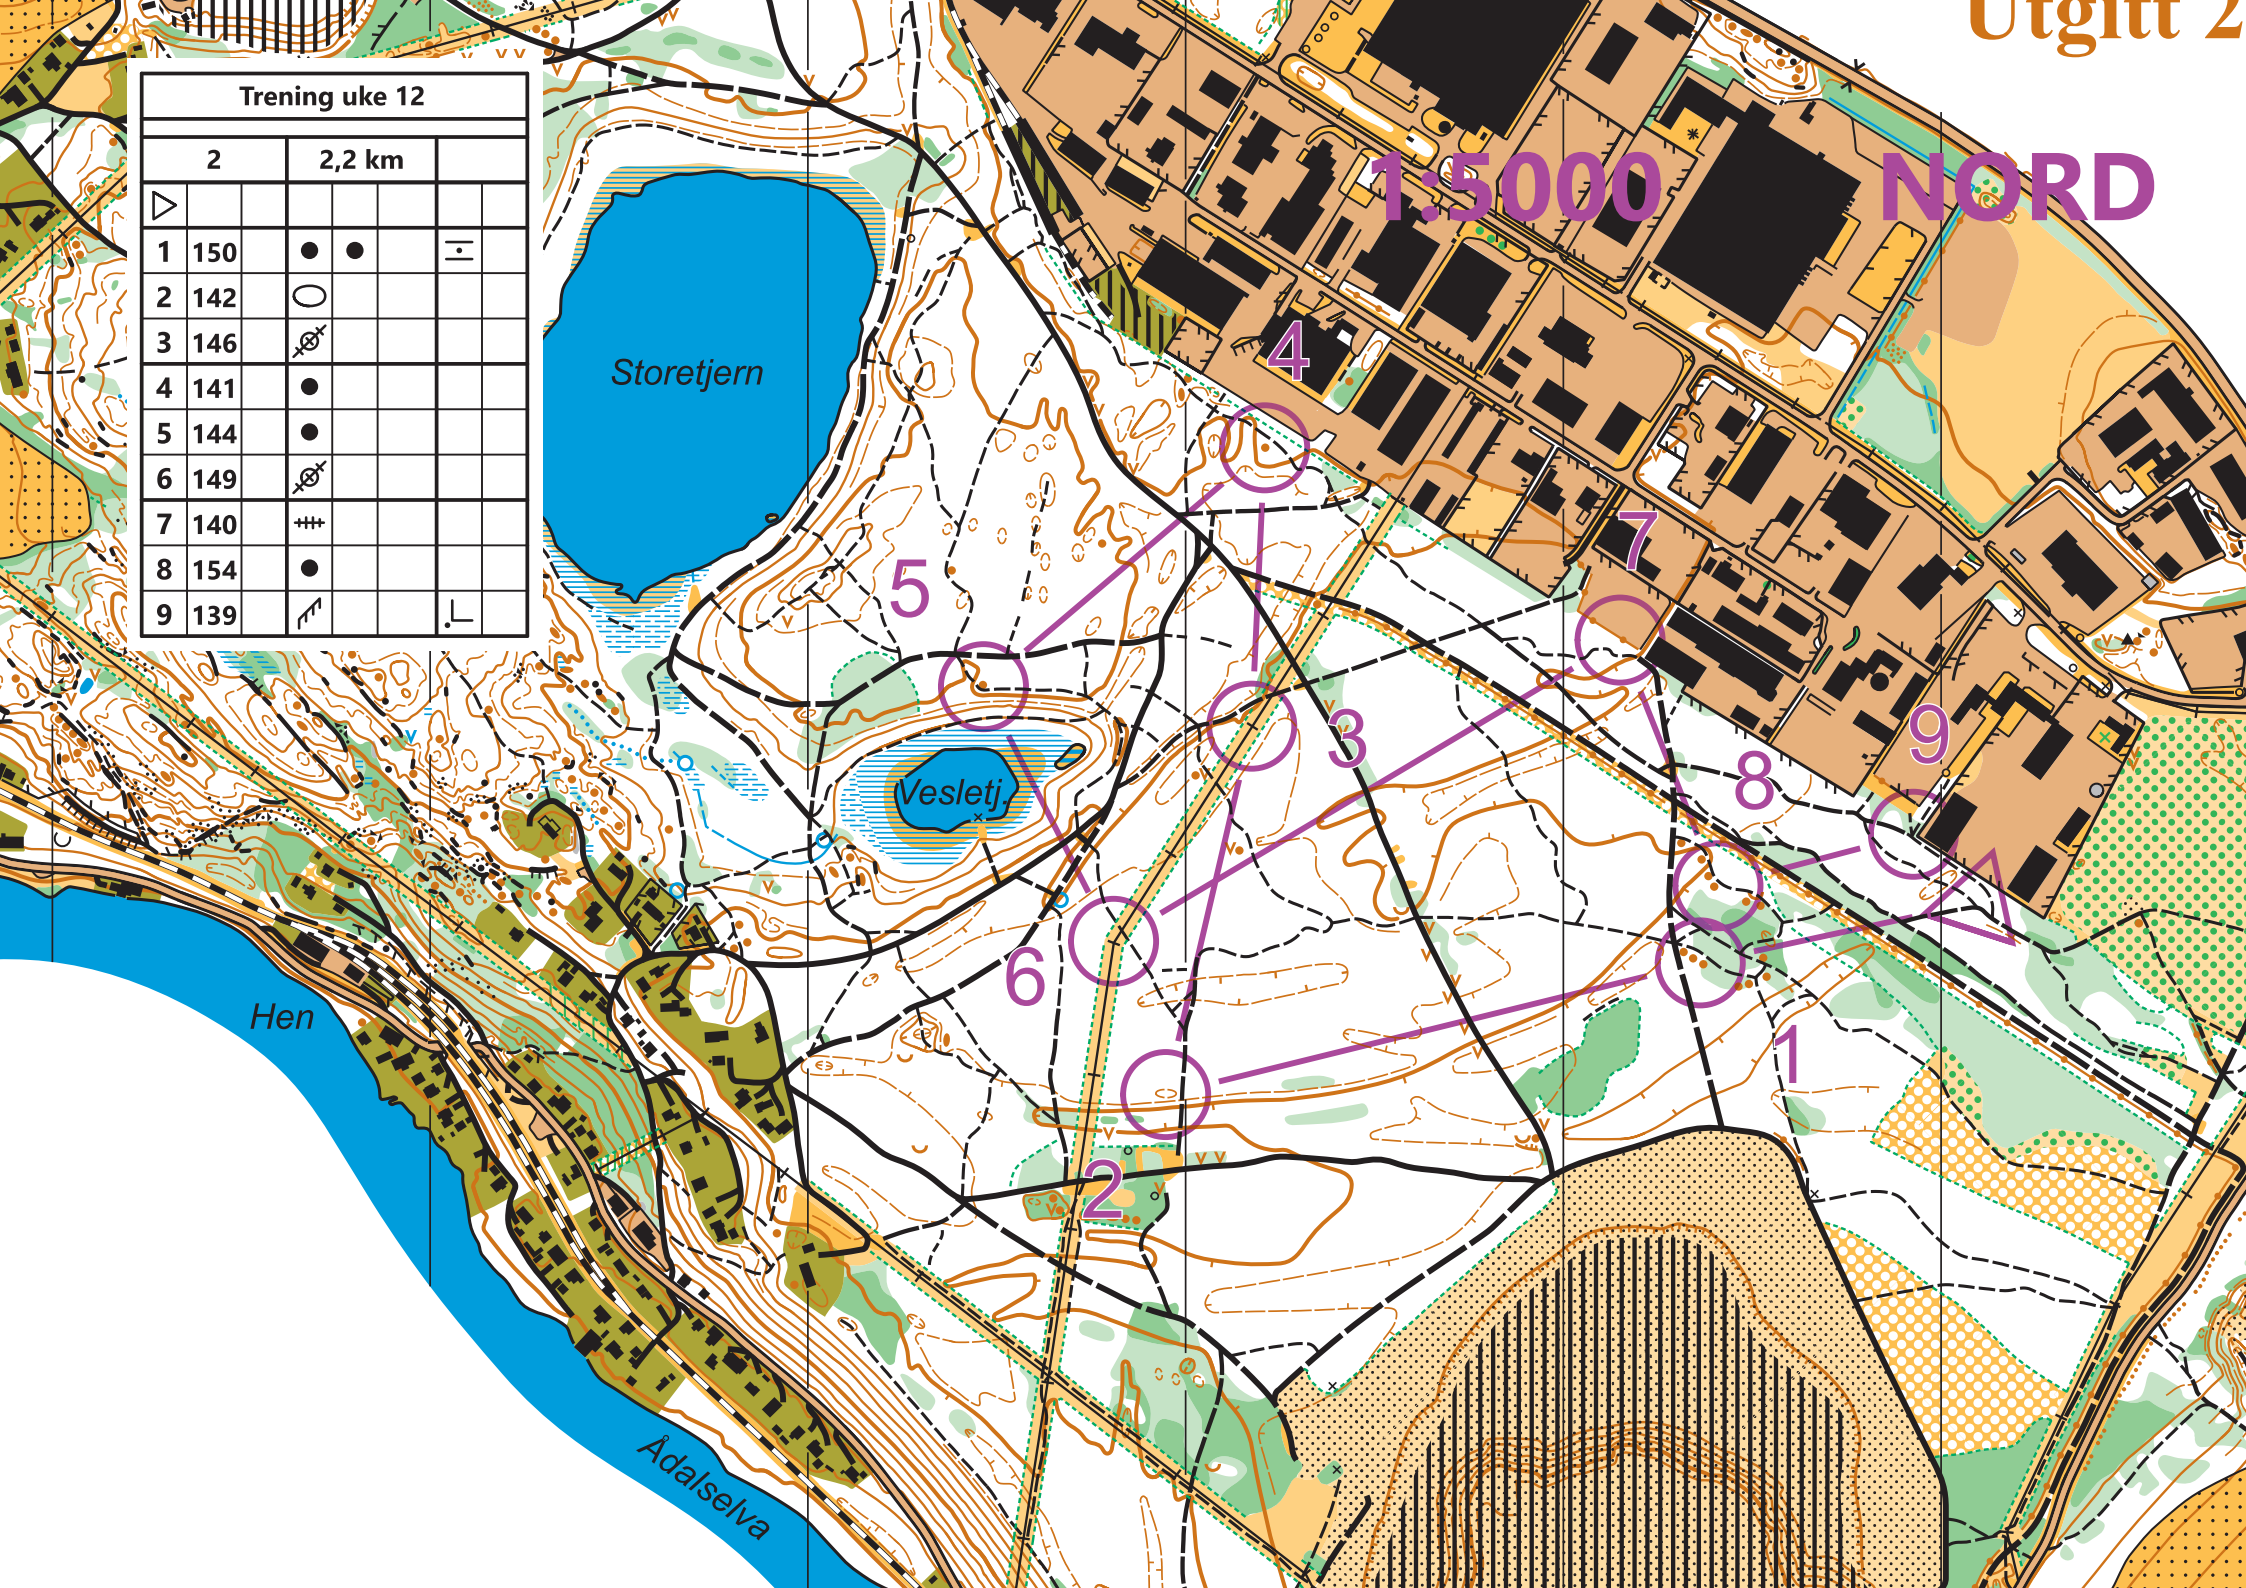 Utgitt 2
Trening uke 12
2 2,2 km
1 150
2 142
3 146
4 141
5 144
6 149
7 140
8 154
9 139
1:5000 NORD
Storetjern
4
7
5
3
9
8
Vesletj.
6
Hen
1
2
Ådalselva